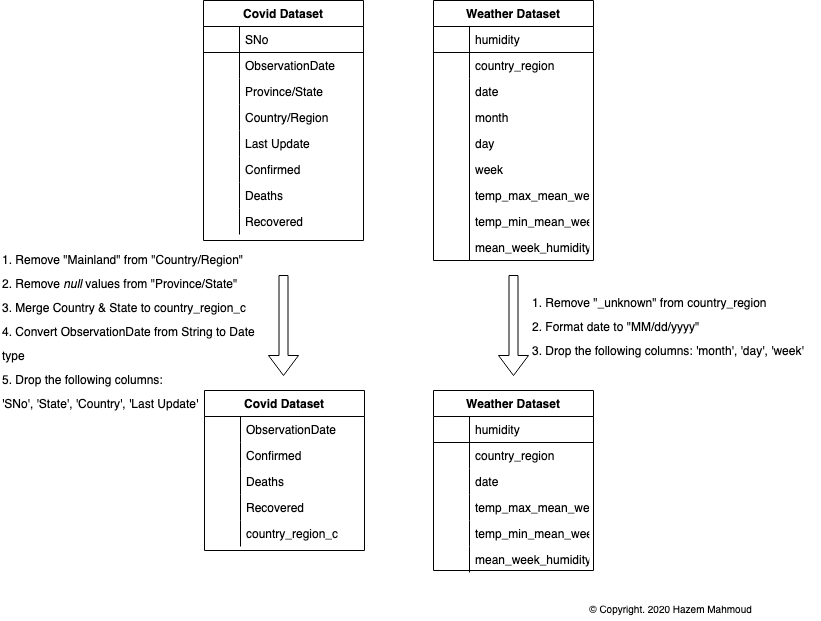 Covid Dataset
SNo
ObservationDate
Province/State
Country/Region
Last Update
Confirmed
Deaths
Recovered
Weather Dataset
humidity
country_region
date
month
day
week
temp_max_mean_we
temp_min_mean_wee
mean_week_humidity
1. Remove "Mainland" from "Country/Region"
2. Remove null values from "Province/State"
3. Merge Country & State to country_region_c
4. Convert ObservationDate from String to Date
type
5. Drop the following columns:
'SNo', 'State', 'Country', 'Last Update'
1. Remove "_unknown" from country_region
2. Format date to "MM/dd/yyyy"
3. Drop the following columns: 'month', 'day', 'week'
Covid Dataset
ObservationDate
Confirmed
Deaths
Recovered
country_region_c
Weather Dataset
humidity
country_region
date
temp_max_mean_we
temp_min_mean_wee
mean_week_humidity
© Copyright. 2020 Hazem Mahmoud